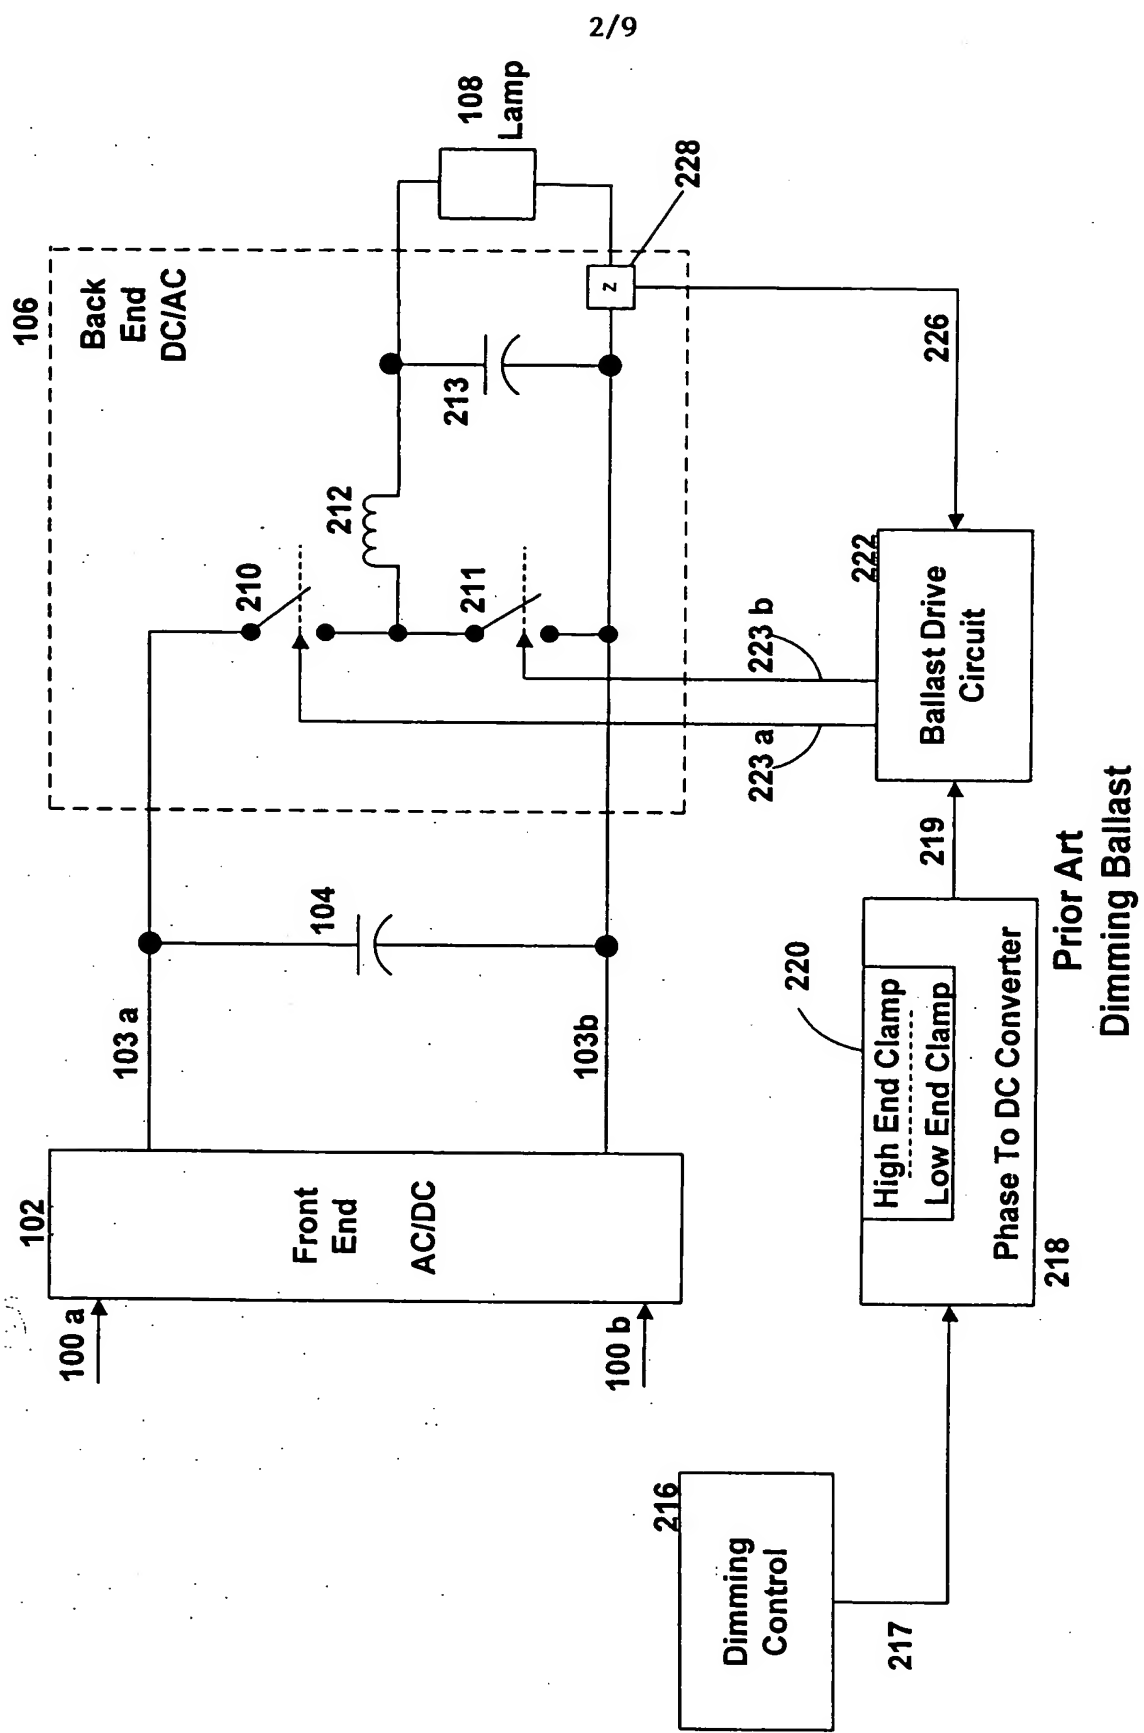 2/9
106
Back
End
DC/AC
108
Lamp
228
213
212
210
211
226
222
Ballast Drive
Circuit
223 b
223 a
219
104
103 a
103b
102
Front
End
AC/DC
100 a
100 b
220
High End Clamp
Low End Clamp
Phase To DC Converter
218
216
Dimming
Control
217
z
Prior Art
Dimming Ballast